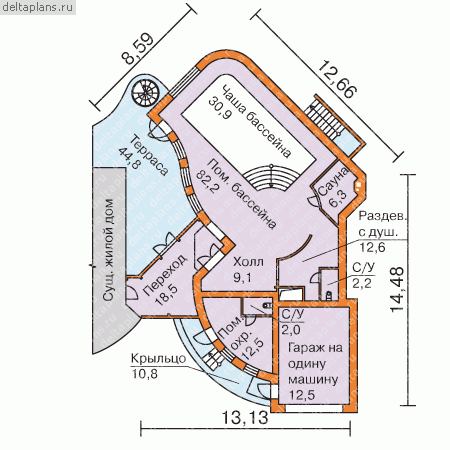 deltaplans.ru
8,59
12,66
Чаша бассейна
30,9
Терраса
44,8
Пом. бассейна
82,2
Сауна
6,3
Раздев.
с душ.
12,6
Сущ. жилой дом
Переход
18,5
Холл
9,1
С/У
2,2
14,48
С/У
2,0
Пом.
охр.
12,5
Гараж на
одину
машину
12,5
Крыльцо
10,8
13,13